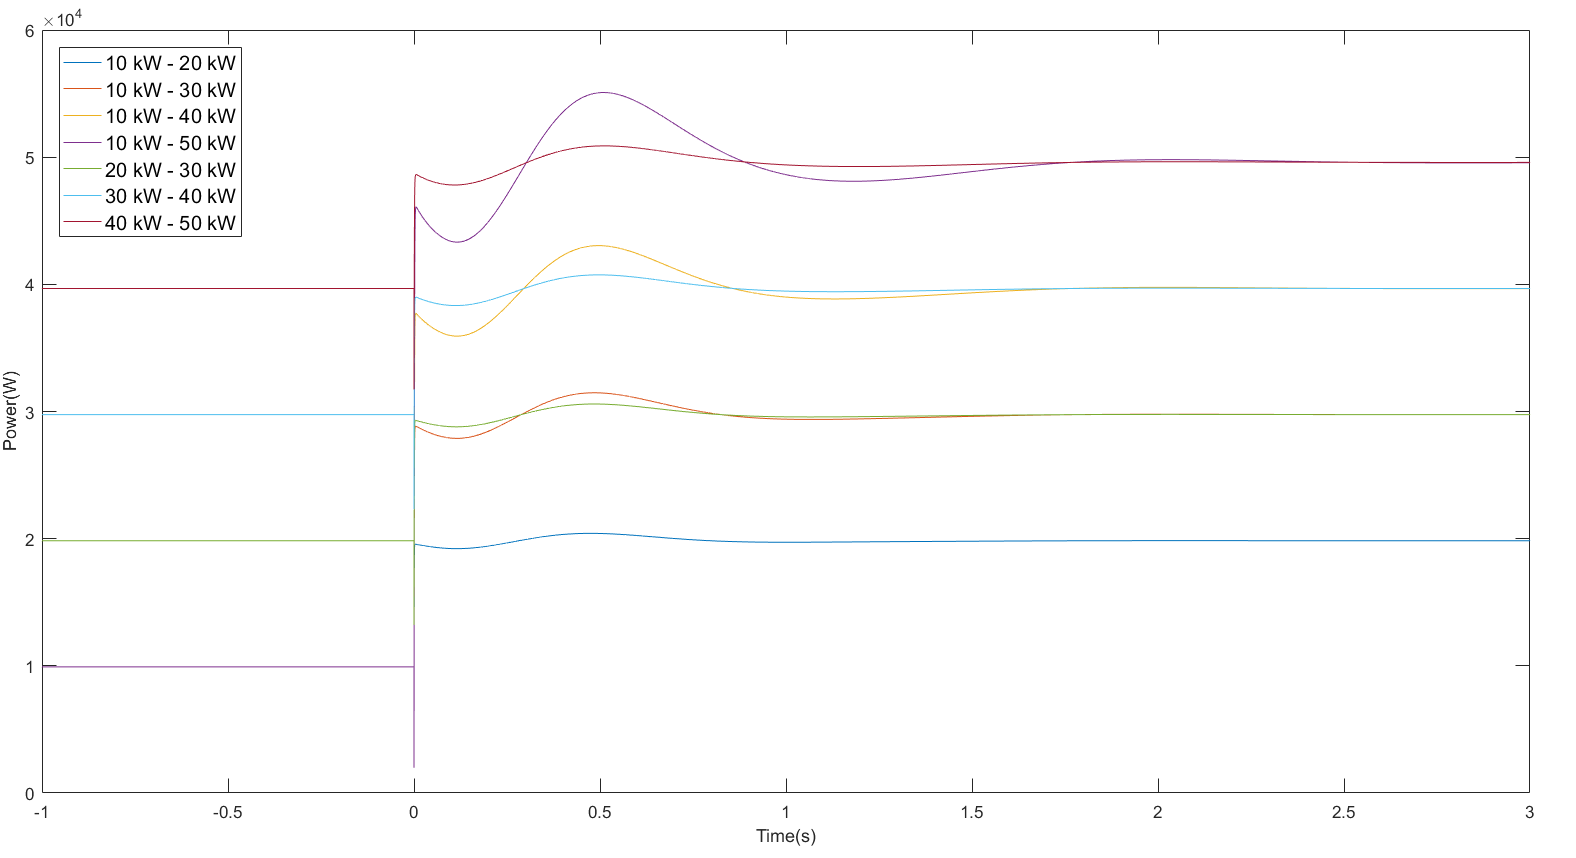 ×10⁴
6
5
4
3
2
1
0
Power(W)
10 kW - 20 kW
10 kW - 30 kW
10 kW - 40 kW
10 kW - 50 kW
20 kW - 30 kW
30 kW - 40 kW
40 kW - 50 kW
-1 -0.5 0 0.5 1 1.5 2 2.5 3
Time(s)